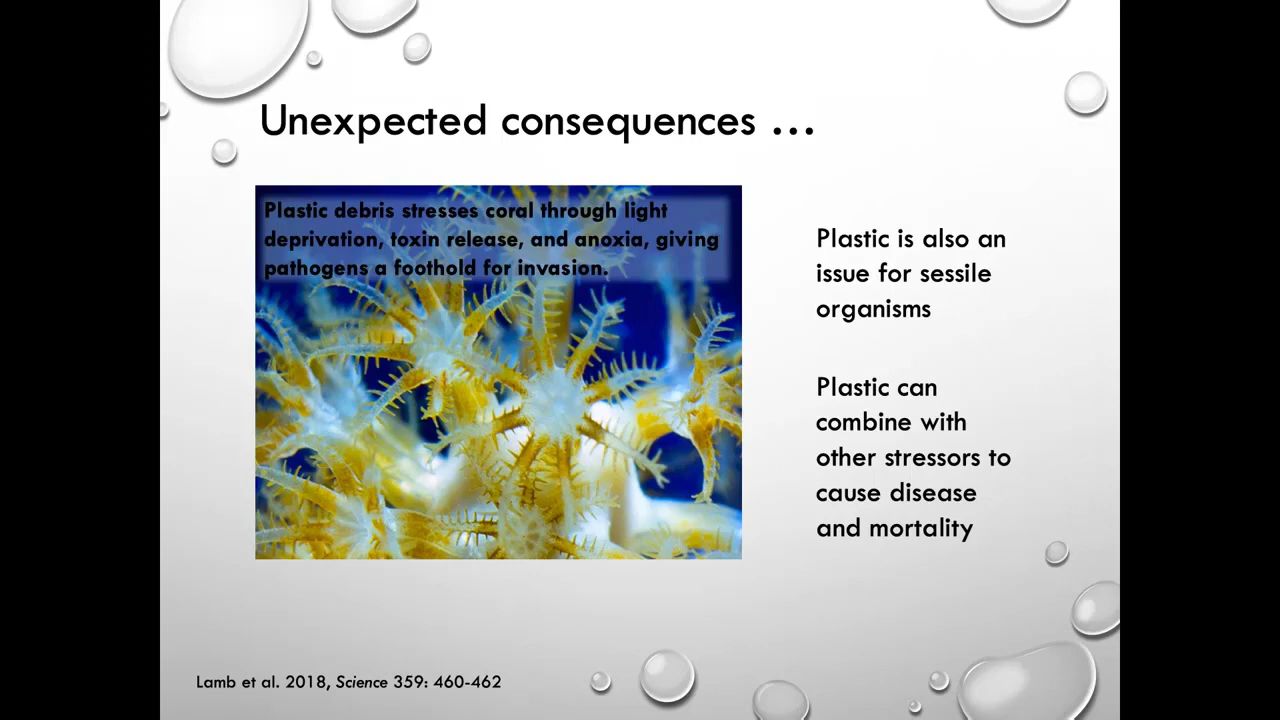 Unexpected consequences ...
Plastic debris stresses coral through light
deprivation, toxin release, and anoxia, giving
pathogens a foothold for invasion.
Plastic is also an
issue for sessile
organisms
Plastic can
combine with
other stressors to
cause disease
and mortality
Lamb et al. 2018, Science 359: 460-462